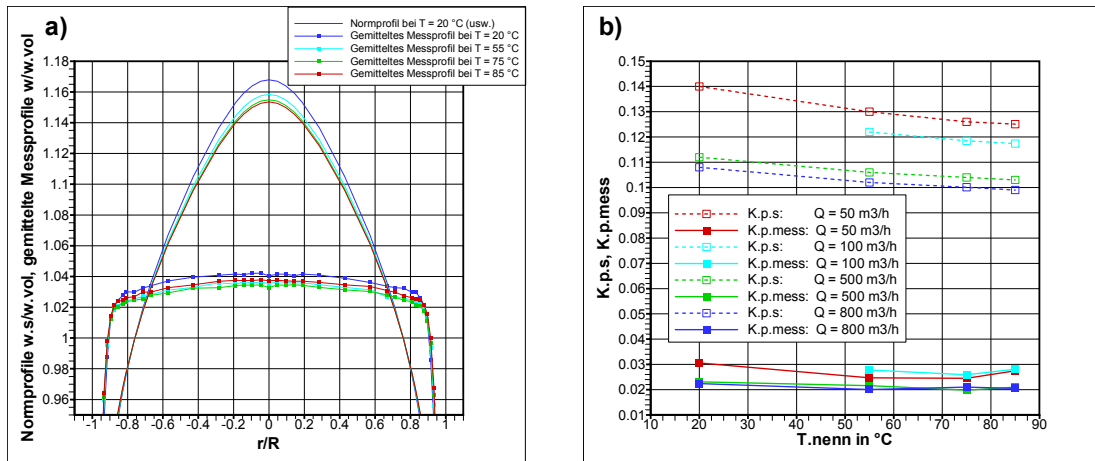 a)
Normprofil bei T = 20 °C (usw.)
Gemitteltes Messprofil bei T = 20 °C
Gemitteltes Messprofil bei T = 55 °C
Gemitteltes Messprofil bei T = 75 °C
Gemitteltes Messprofil bei T = 85 °C
Normprofile w.s/w.vol, gemittelte Messprofile w/w.vol
1.18
1.16
1.14
1.12
1.1
1.08
1.06
1.04
1.02
1
0.98
0.96
-1 -0.8 -0.6 -0.4 -0.2 0 0.2 0.4 0.6 0.8 1
r/R
b)
K.p.s, K.p.mess
0.15
0.14
0.13
0.12
0.11
0.1
0.09
0.08
0.07
0.06
0.05
0.04
0.03
0.02
0.01
K.p.s: Q = 50 m3/h
K.p.mess: Q = 50 m3/h
K.p.s: Q = 100 m3/h
K.p.mess: Q = 100 m3/h
K.p.s: Q = 500 m3/h
K.p.mess: Q = 500 m3/h
K.p.s: Q = 800 m3/h
K.p.mess: Q = 800 m3/h
10 20 30 40 50 60 70 80 90
T.nenn in °C